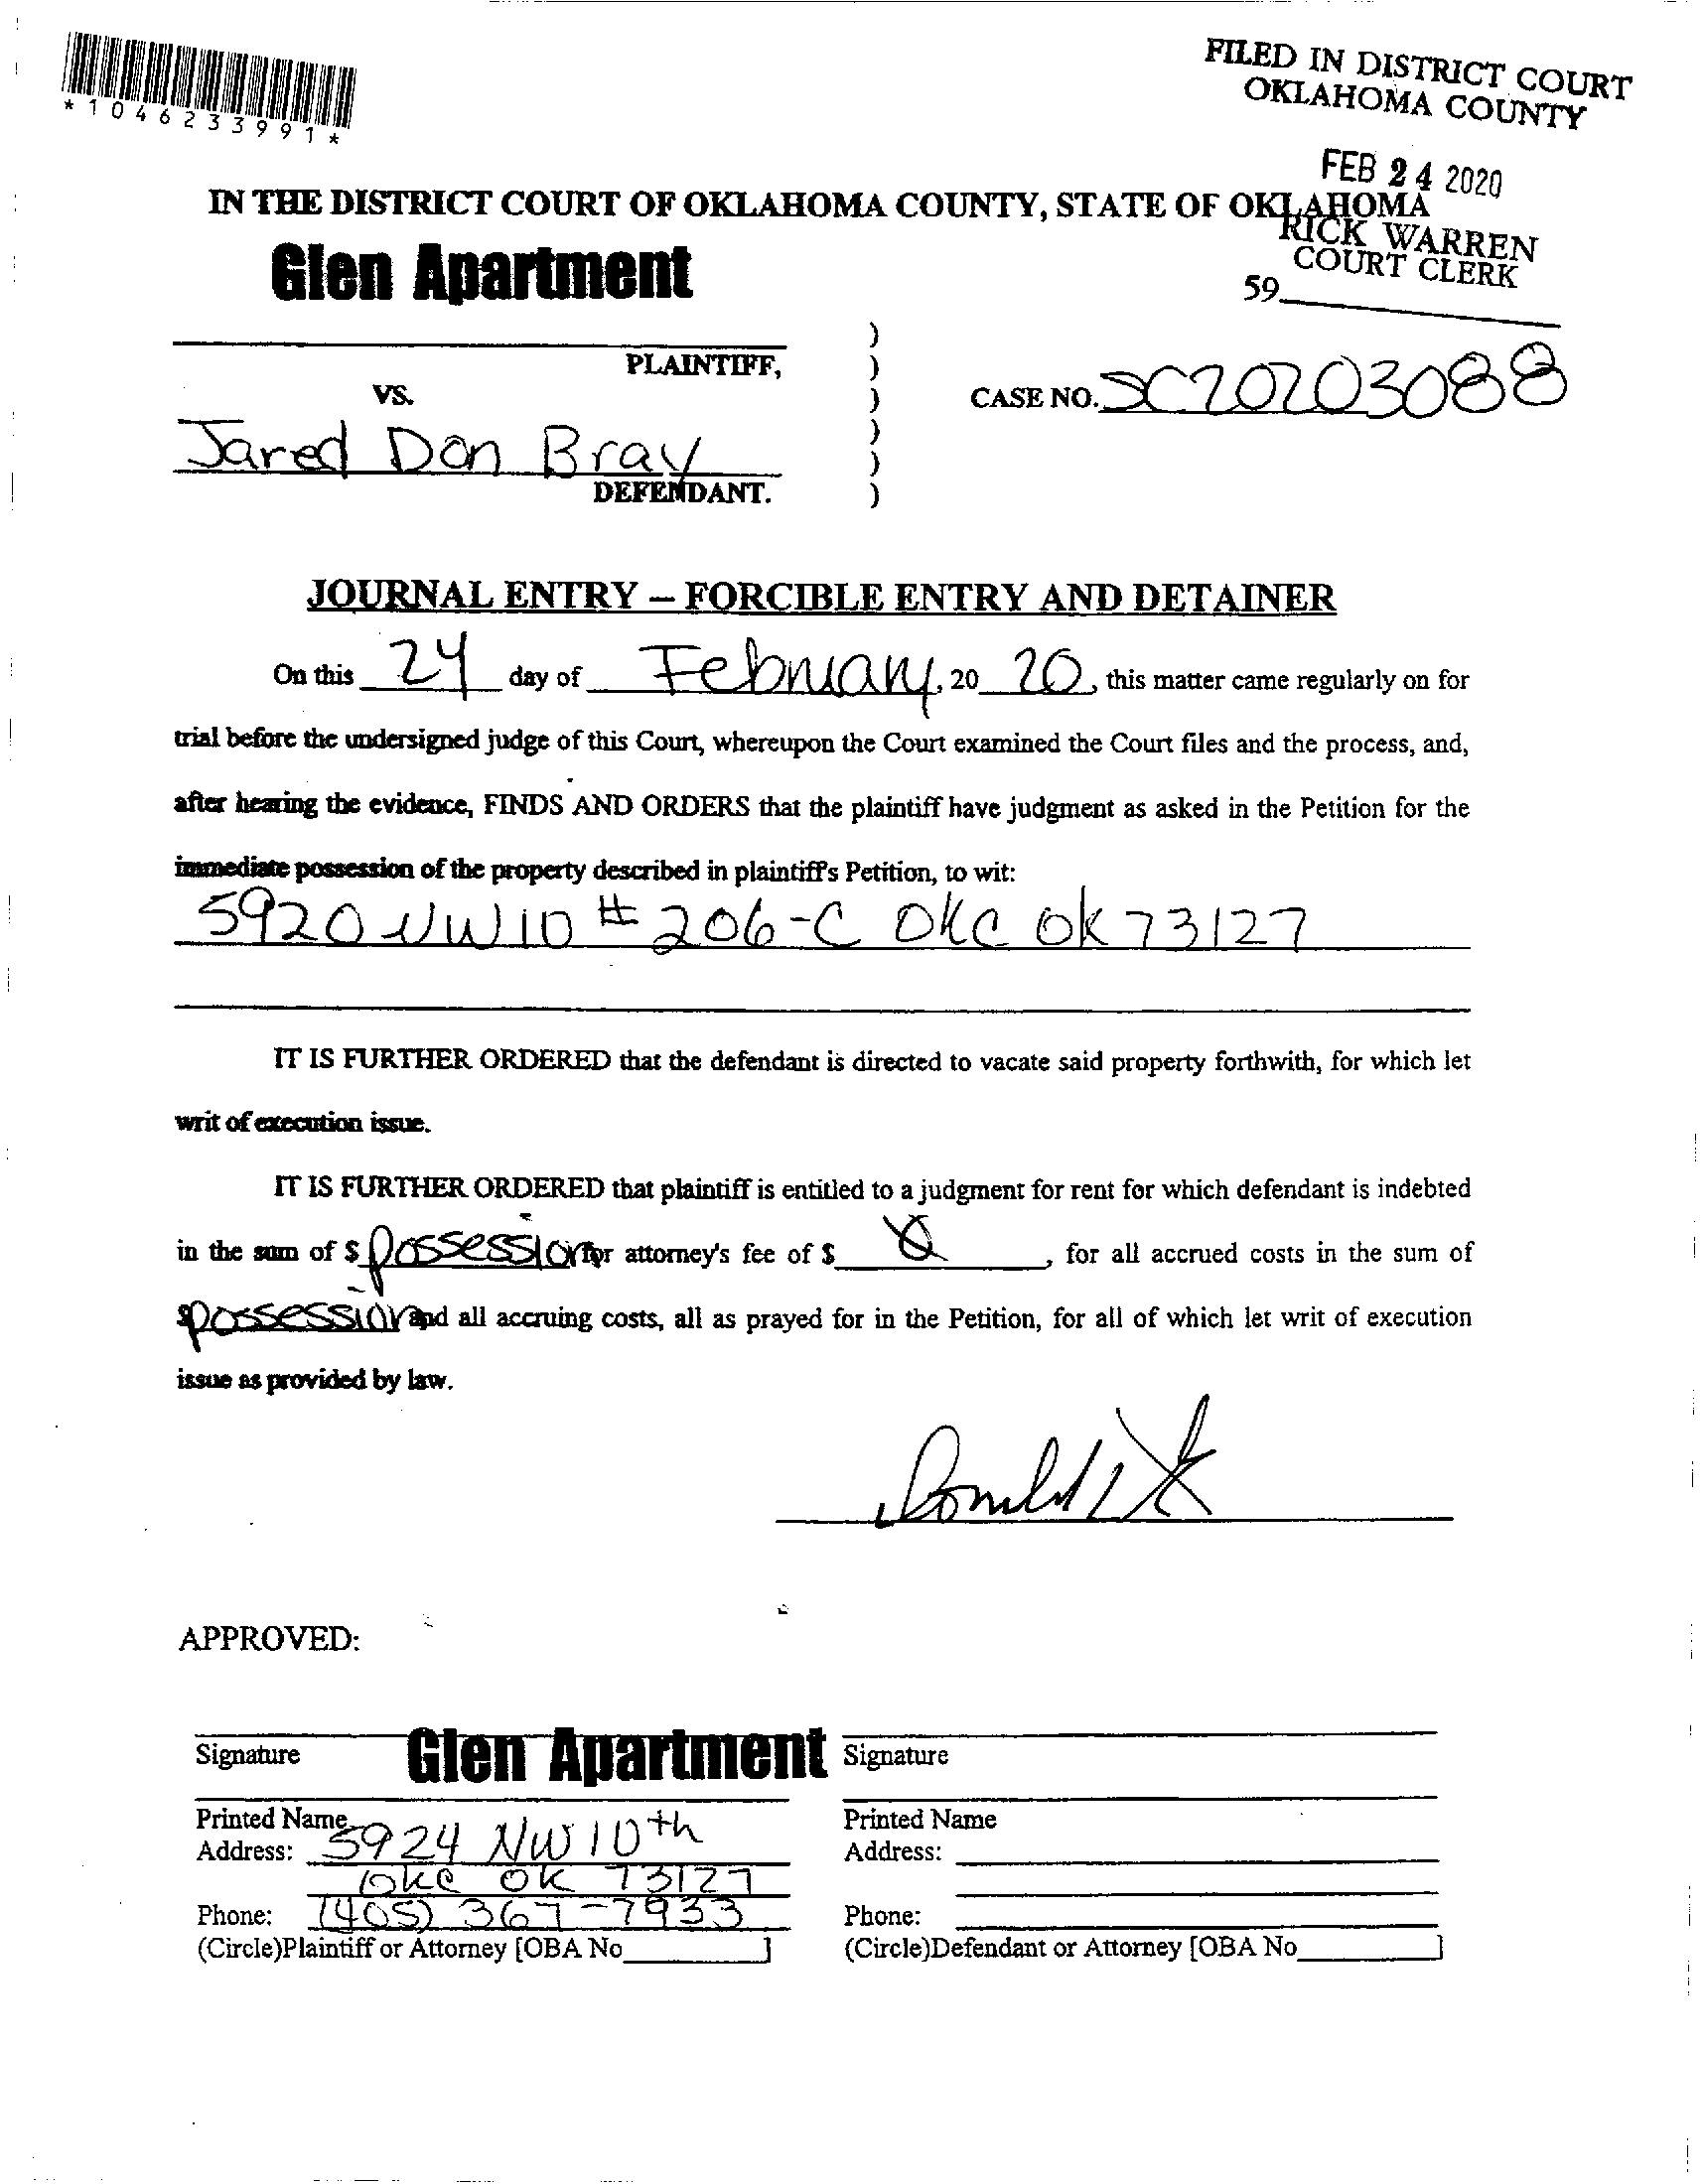 FILED IN DISTRICT COURT
OKLAHOMA COUNTY
*1046233991*
FEB 24 2020
IN THE DISTRICT COURT OF OKLAHOMA COUNTY, STATE OF OKLAHOMA
RICK WARREN
COURT CLERK
Glen Apartment
59
)
PLAINTIFF, )
VS. ) CASE NO. SC20203088
Jared Don Bray )
)
DEFENDANT. )
JOURNAL ENTRY – FORCIBLE ENTRY AND DETAINER
On this 24 day of February, 20 20, this matter came regularly on for
trial before the undersigned judge of this Court, whereupon the Court examined the Court files and the process, and,
after hearing the evidence, FINDS AND ORDERS that the plaintiff have judgment as asked in the Petition for the
immediate possession of the property described in plaintiff's Petition, to wit:
5920 NW 10 # 206-C OKC OK 73127
IT IS FURTHER ORDERED that the defendant is directed to vacate said property forthwith, for which let
writ of execution issue.
IT IS FURTHER ORDERED that plaintiff is entitled to a judgment for rent for which defendant is indebted
in the sum of $ possession for attorney's fee of $ , for all accrued costs in the sum of
$possession and all accruing costs, all as prayed for in the Petition, for all of which let writ of execution
issue as provided by law.
APPROVED:
Signature Glen Apartment Signature
Printed Name Printed Name
Address: 5924 NW 10th Address:
OKC OK 73127
Phone: (405) 367-7933 Phone:
(Circle)Plaintiff or Attorney [OBA No ] (Circle)Defendant or Attorney [OBA No ]